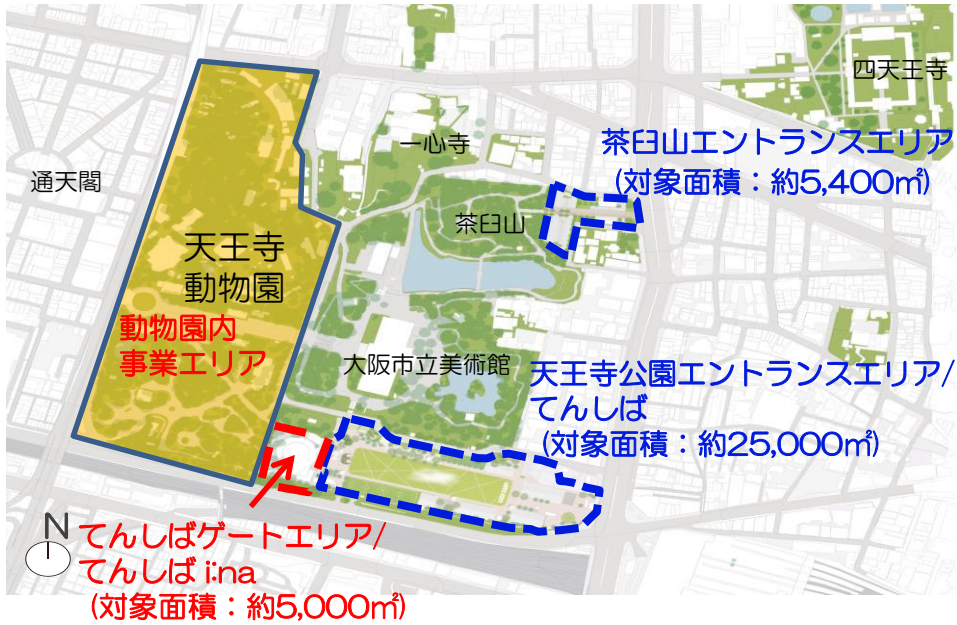 四天王寺
茶臼山エントランスエリア
(対象面積：約5,400㎡)
一心寺
通天閣
茶臼山
天王寺
動物園
動物園内
事業エリア
大阪市立美術館
天王寺公園エントランスエリア/
てんしば
(対象面積：約25,000㎡)
N
てんしばゲートエリア/
てんしば i:na
(対象面積：約5,000㎡)